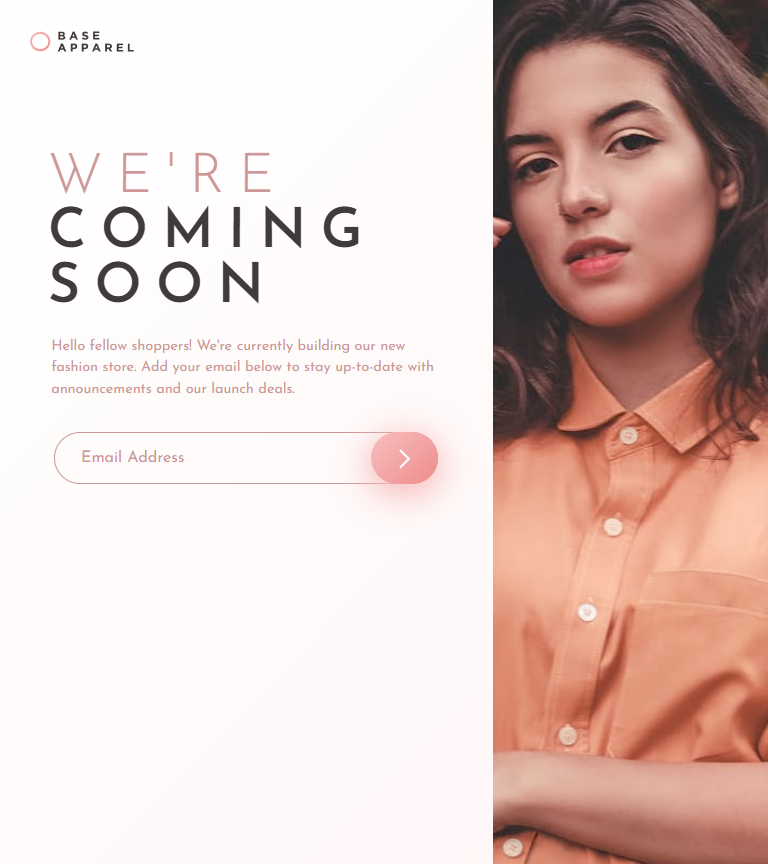 BASE
APPAREL
WE'RE
COMING
SOON
Hello fellow shoppers! We're currently building our new
fashion store. Add your email below to stay up-to-date with
announcements and our launch deals.
Email Address